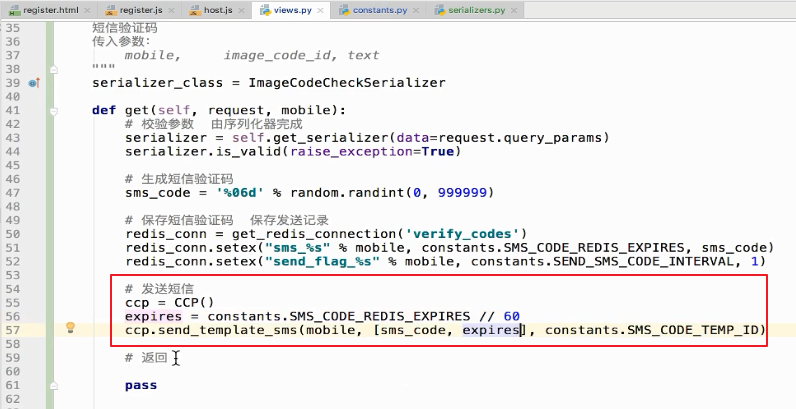 register.html register.js host.js views.py constants.py serializers.py
35 短信验证码
36 传入参数:
37 mobile, image_code_id, text
38 """
39 serializer_class = ImageCodeCheckSerializer
40
41 def get(self, request, mobile):
42 # 校验参数 由序列化器完成
43 serializer = self.get_serializer(data=request.query_params)
44 serializer.is_valid(raise_exception=True)
45
46 # 生成短信验证码
47 sms_code = '%06d' % random.randint(0, 999999)
48
49 # 保存短信验证码 保存发送记录
50 redis_conn = get_redis_connection('verify_codes')
51 redis_conn.setex("sms_%s" % mobile, constants.SMS_CODE_REDIS_EXPIRES, sms_code)
52 redis_conn.setex("send_flag_%s" % mobile, constants.SEND_SMS_CODE_INTERVAL, 1)
53
54 # 发送短信
55 ccp = CCP()
56 expires = constants.SMS_CODE_REDIS_EXPIRES // 60
57 ccp.send_template_sms(mobile, [sms_code, expires], constants.SMS_CODE_TEMP_ID)
58
59 # 返回
60
61 pass
62